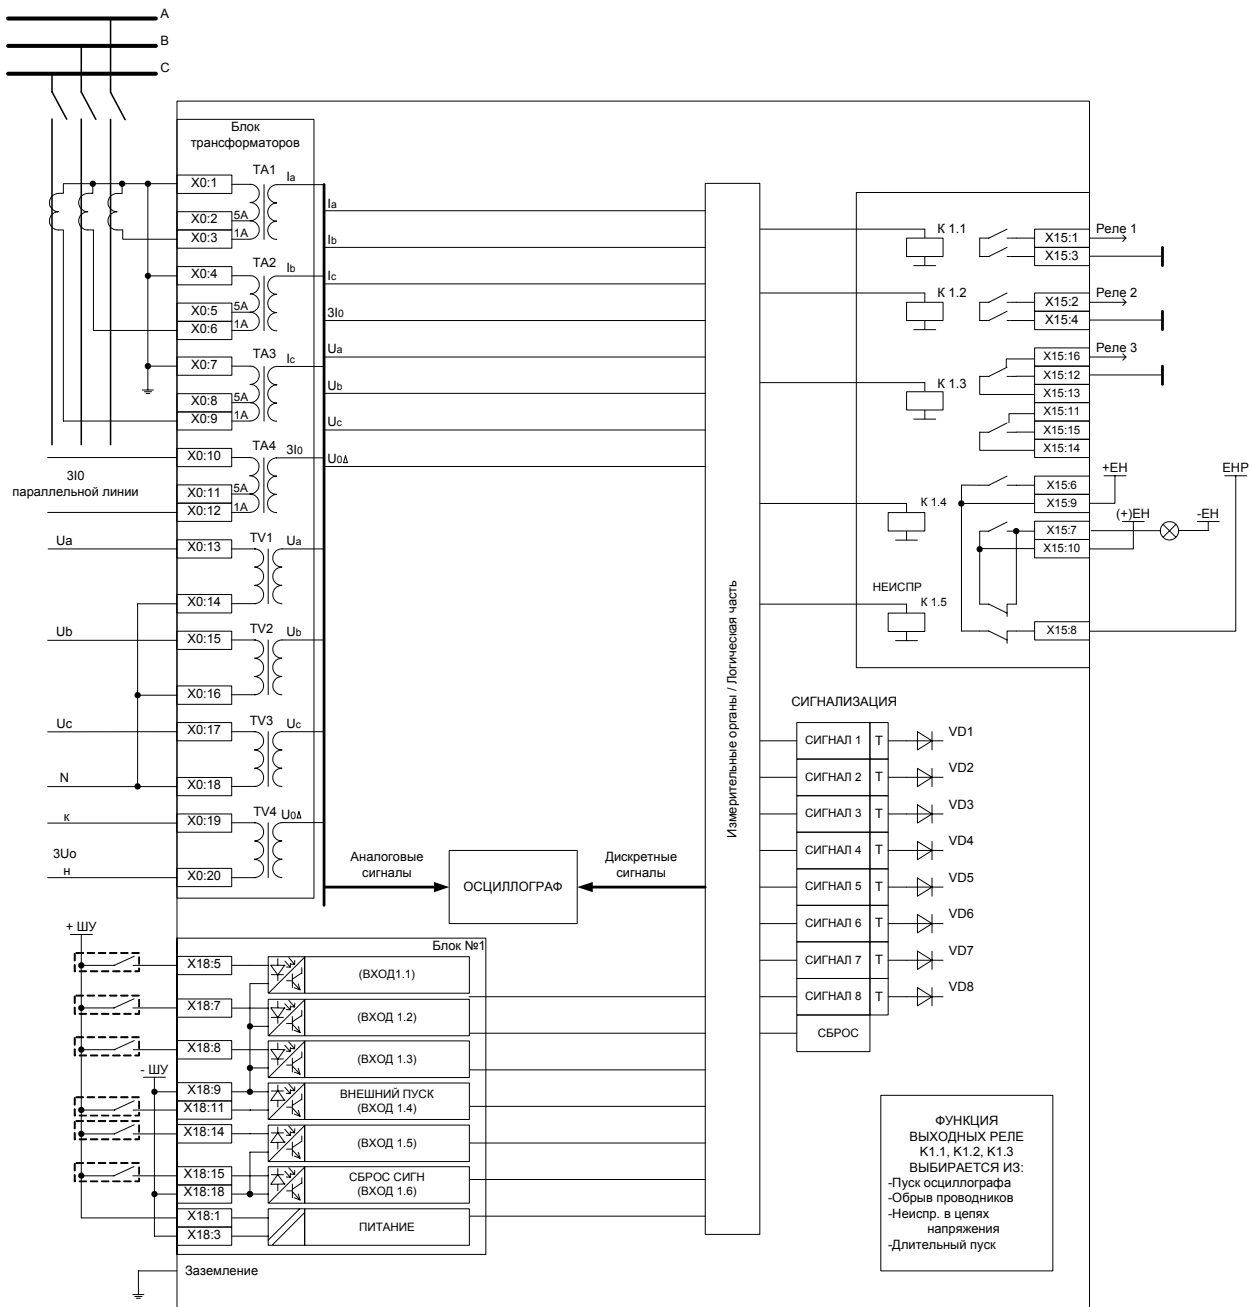 A
B
C
Блок
трансформаторов
X0:1
TA1
Ia
X0:2
5A
X0:3
1A
X0:4
TA2
Ib
X0:5
5A
X0:6
1A
X0:7
TA3
Ic
X0:8
5A
X0:9
1A
X0:10
TA4
3I0
3I0
параллельной линии
X0:11
5A
X0:12
1A
Ua
X0:13
TV1
Ua
X0:14
Ub
X0:15
TV2
Ub
X0:16
Uc
X0:17
TV3
Uc
N
X0:18
к
X0:19
TV4
U0Δ
3Uo
н
X0:20
Ia
Ib
Ic
3I0
Ua
Ub
Uc
U0Δ
Аналоговые
сигналы
ОСЦИЛЛОГРАФ
Дискретные
сигналы
Измерительные органы / Логическая часть
К 1.1
X15:1
Реле 1
X15:3
К 1.2
X15:2
Реле 2
X15:4
К 1.3
X15:16
Реле 3
X15:12
X15:13
X15:11
X15:15
X15:14
К 1.4
X15:6
+EH
EHP
X15:9
X15:7
(+)EH
-EH
X15:10
НЕИСПР
К 1.5
X15:8
СИГНАЛИЗАЦИЯ
СИГНАЛ 1
T
VD1
СИГНАЛ 2
T
VD2
СИГНАЛ 3
T
VD3
СИГНАЛ 4
T
VD4
СИГНАЛ 5
T
VD5
СИГНАЛ 6
T
VD6
СИГНАЛ 7
T
VD7
СИГНАЛ 8
T
VD8
СБРОС
+ ШУ
Блок №1
X18:5
(ВХОД1.1)
X18:7
(ВХОД 1.2)
X18:8
(ВХОД 1.3)
- ШУ
X18:9
ВНЕШНИЙ ПУСК
X18:11
(ВХОД 1.4)
X18:14
(ВХОД 1.5)
X18:15
СБРОС СИГН
X18:18
(ВХОД 1.6)
X18:1
ПИТАНИЕ
X18:3
Заземление
ФУНКЦИЯ
ВЫХОДНЫХ РЕЛЕ
К1.1, К1.2, К1.3
ВЫБИРАЕТСЯ ИЗ:
-Пуск осциллографа
-Обрыв проводников
-Неиспр. в цепях
напряжения
-Длительный пуск